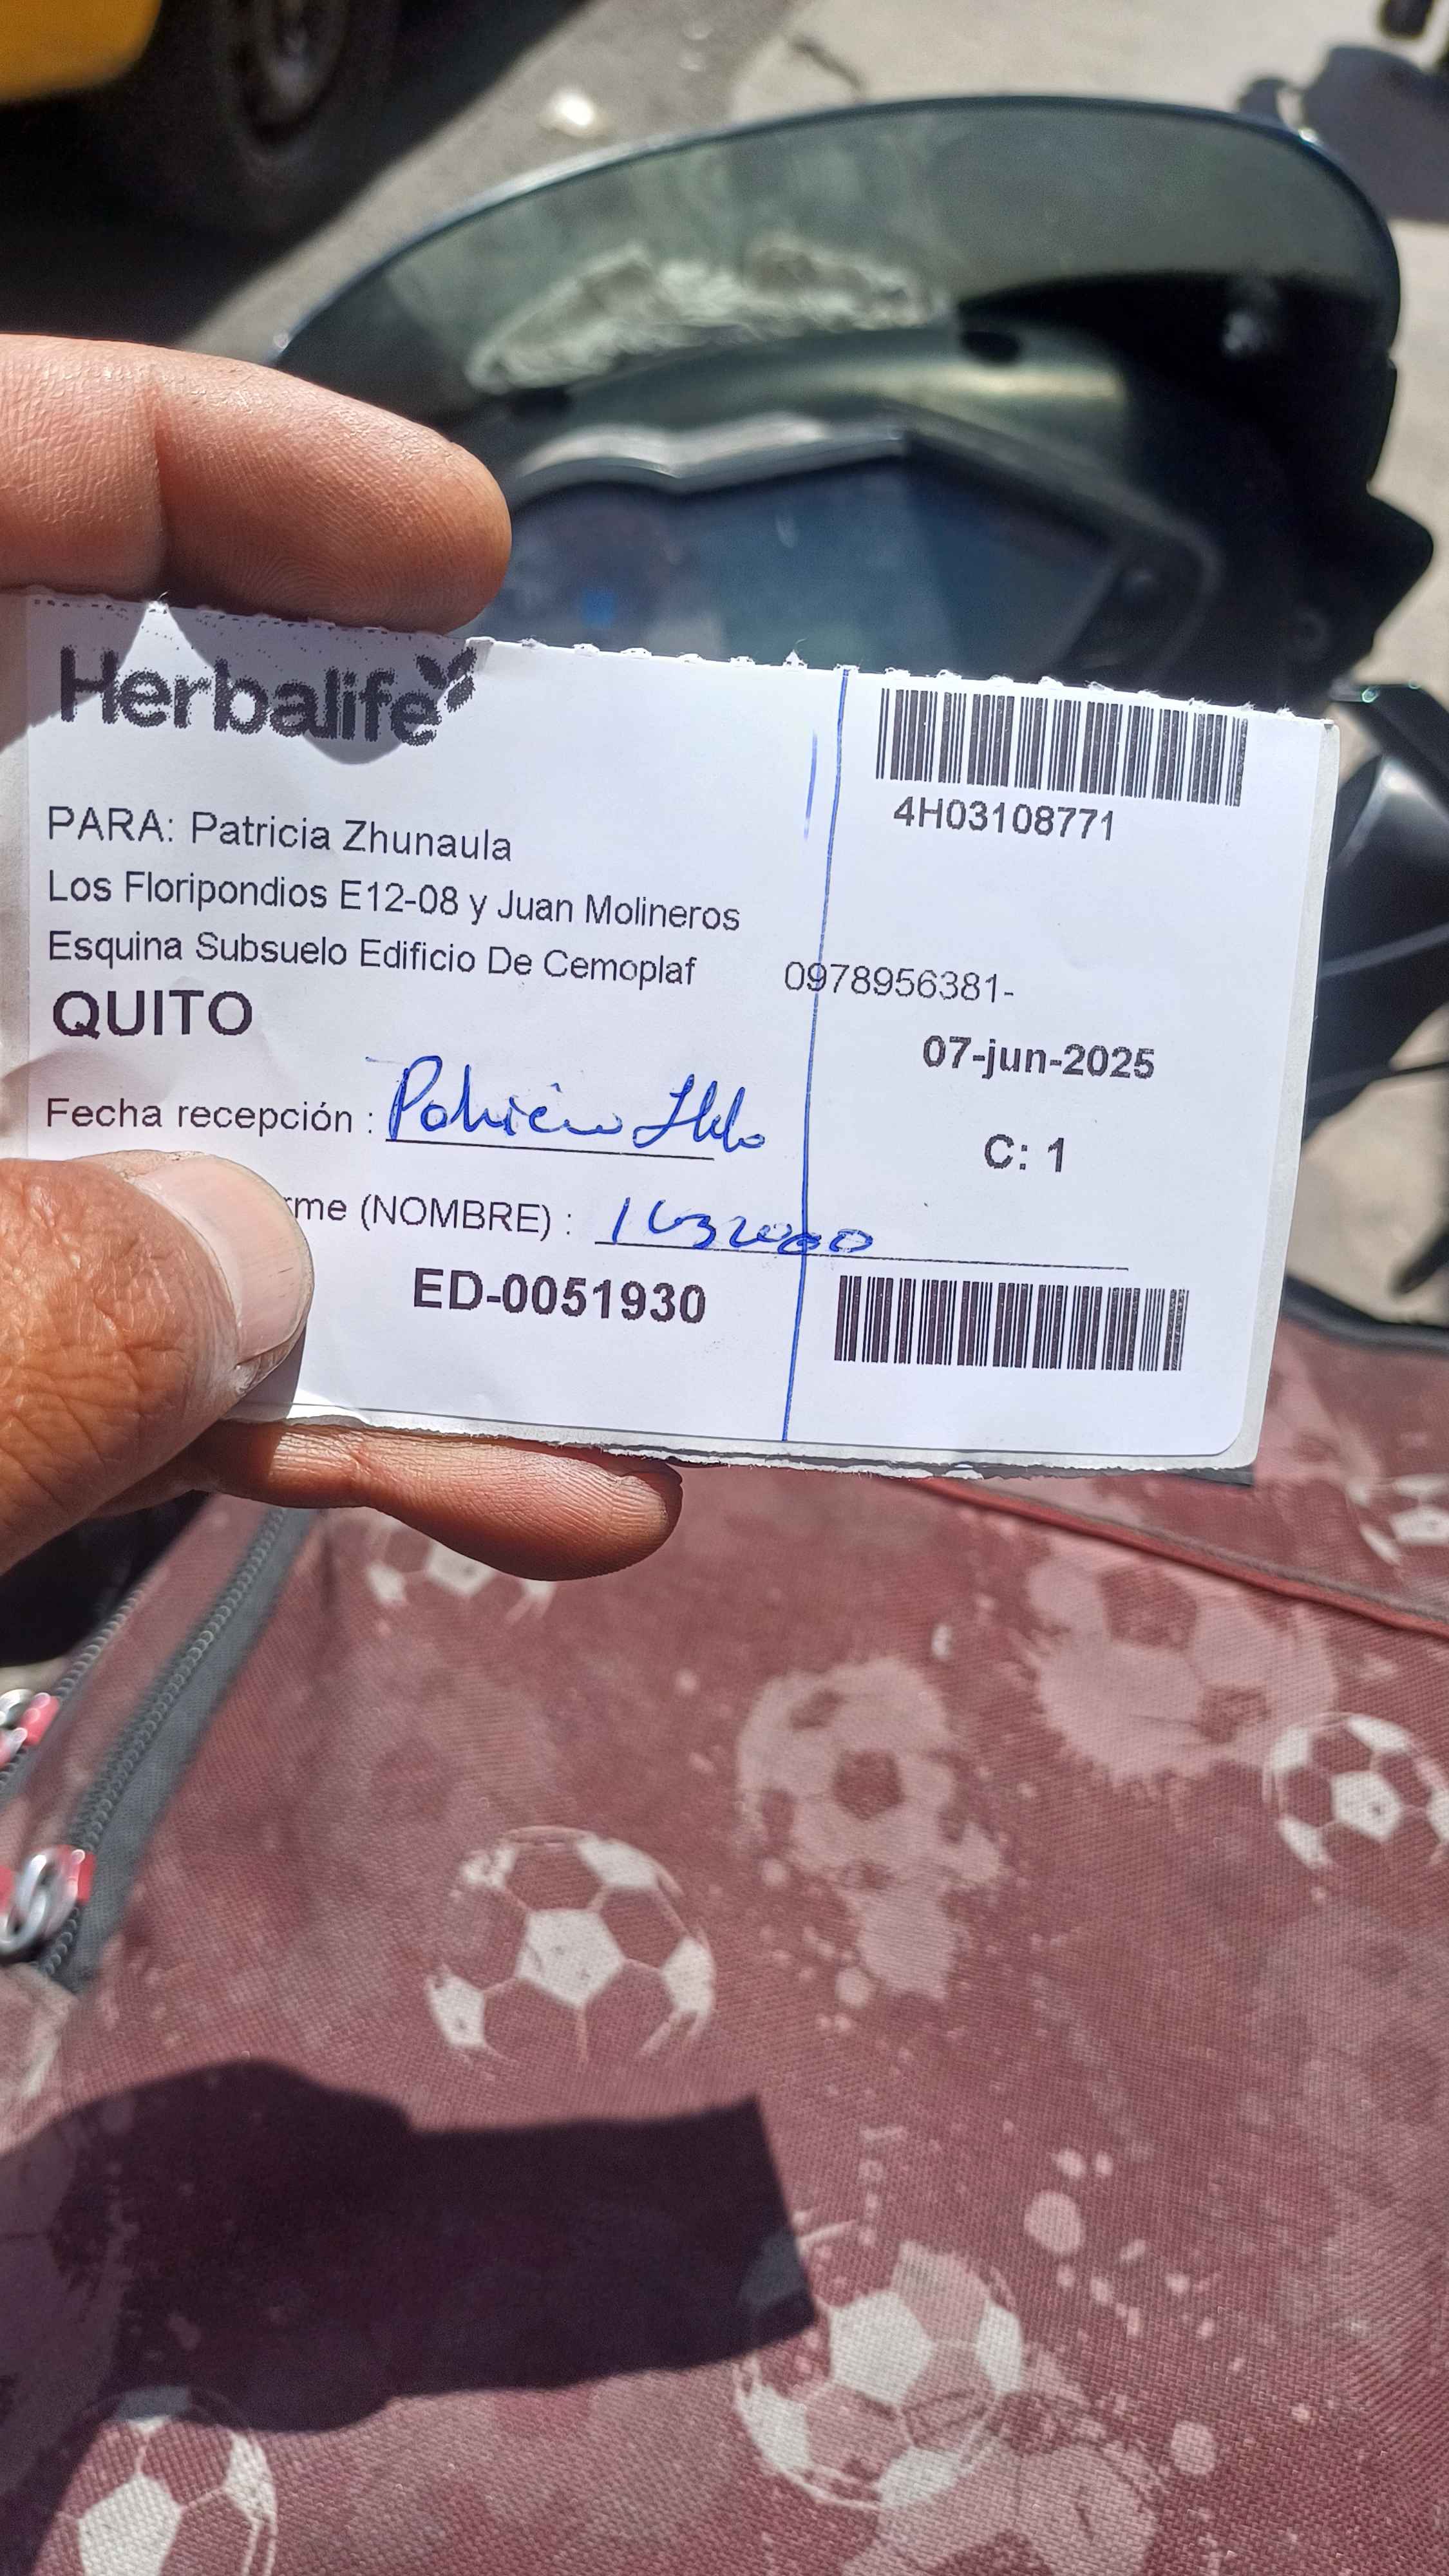 Herbalife
4H03108771
PARA: Patricia Zhunaula
Los Floripondios E12-08 y Juan Molineros
Esquina Subsuelo Edificio De Cemoplaf 0978956381-
QUITO
07-jun-2025
Fecha recepción :
C: 1
rme (NOMBRE) :
ED-0051930